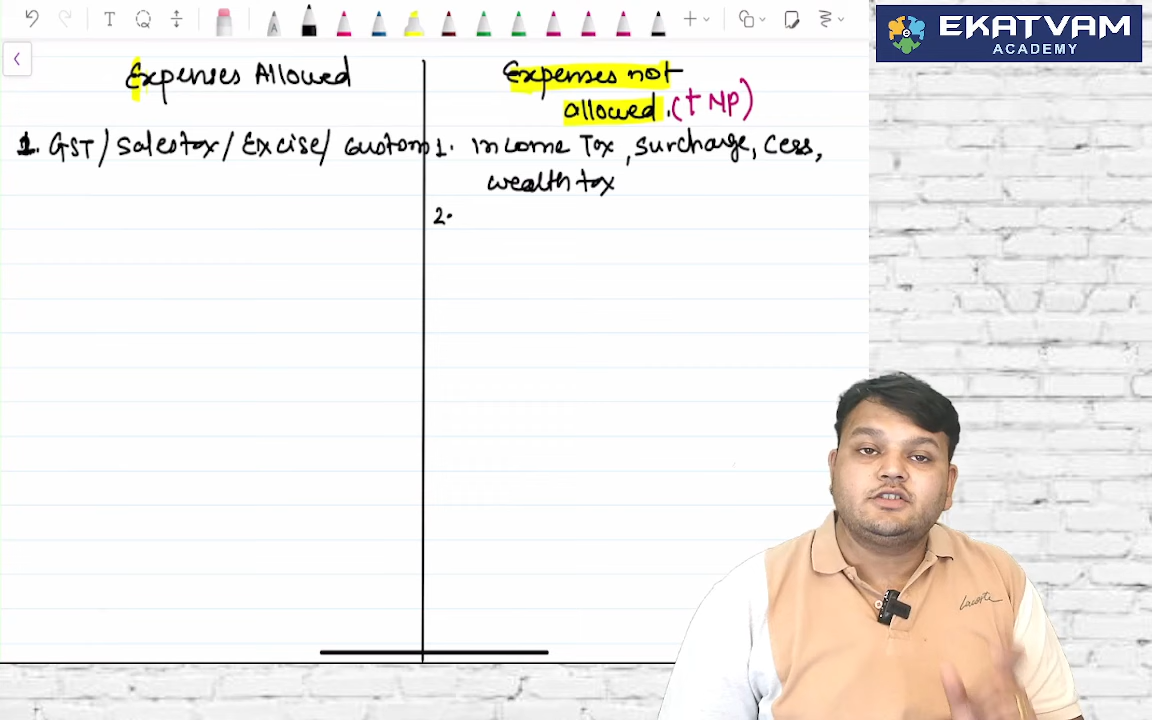 EKATVAM
ACADEMY
Expenses Allowed
Expenses not
allowed. (+ NP)
1. GST / Salestax / Excise / Custom
1. Income Tax, surcharge, Cess,
wealth tax
2.